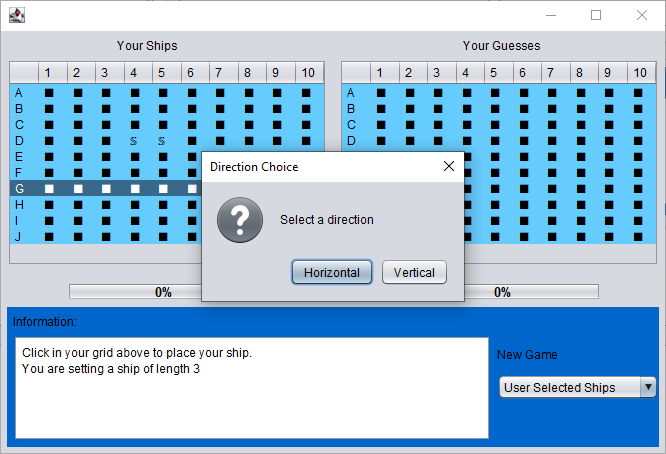 Your Ships
Your Guesses
1 2 3 4 5 6 7 8 9 10
1 2 3 4 5 6 7 8 9 10
A
B
C
D S S
E
F
G
H
I
J
A
B
C
D
Direction Choice
?
Select a direction
Horizontal
Vertical
0%
0%
Information:
Click in your grid above to place your ship.
You are setting a ship of length 3
New Game
User Selected Ships